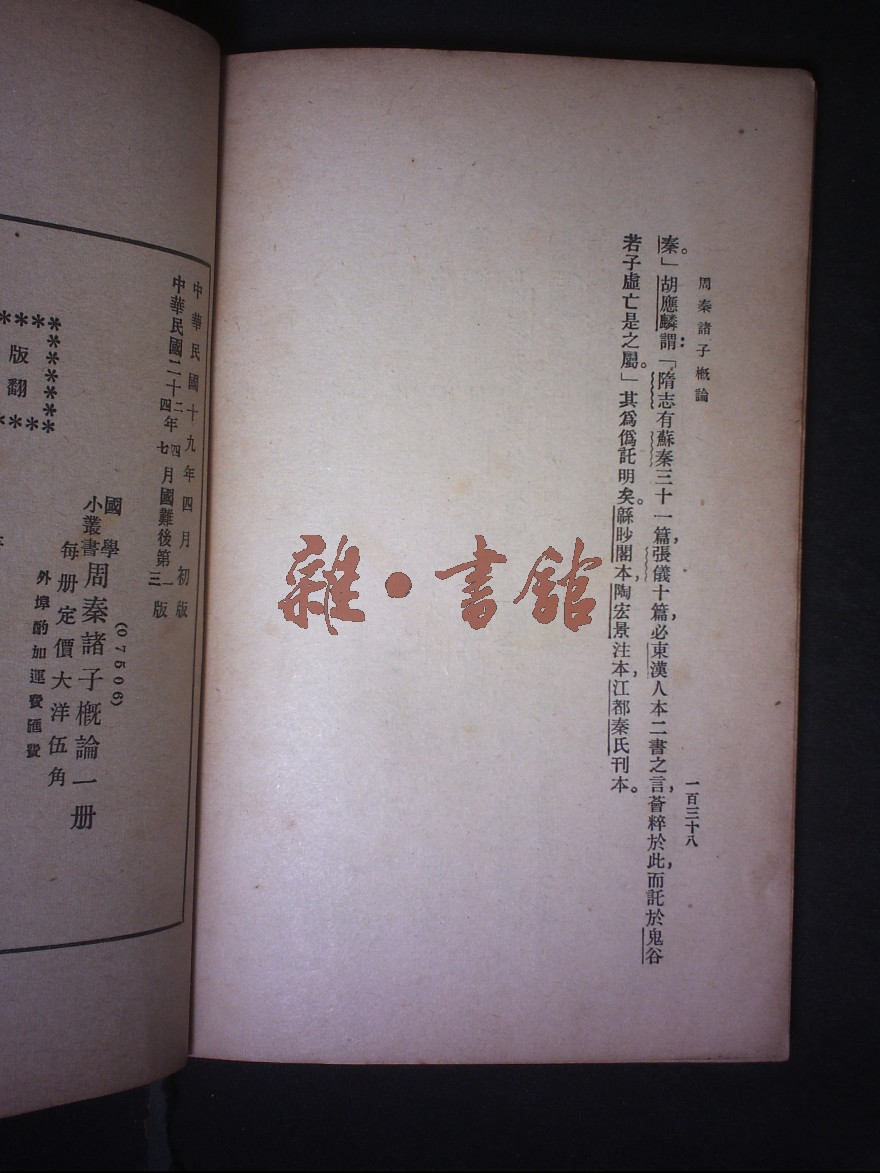 周秦諸子概論
秦。」胡應麟謂:「隋志有蘇秦三十一篇,張儀十篇,必東漢人本二書之言,薈粹於此,而託於鬼谷
若子虛亡是之屬。」其爲僞託明矣。緜眇閣本,陶宏景注本,江都秦氏刊本。
一百三十八
雜·書館
中華民國十九年四月初版
中華民國二十二年四月國難後第一版
四七三
(07506)
國學小叢書
周秦諸子概論一册
每册定價大洋伍角
外埠酌加運費匯費
*******
版
翻